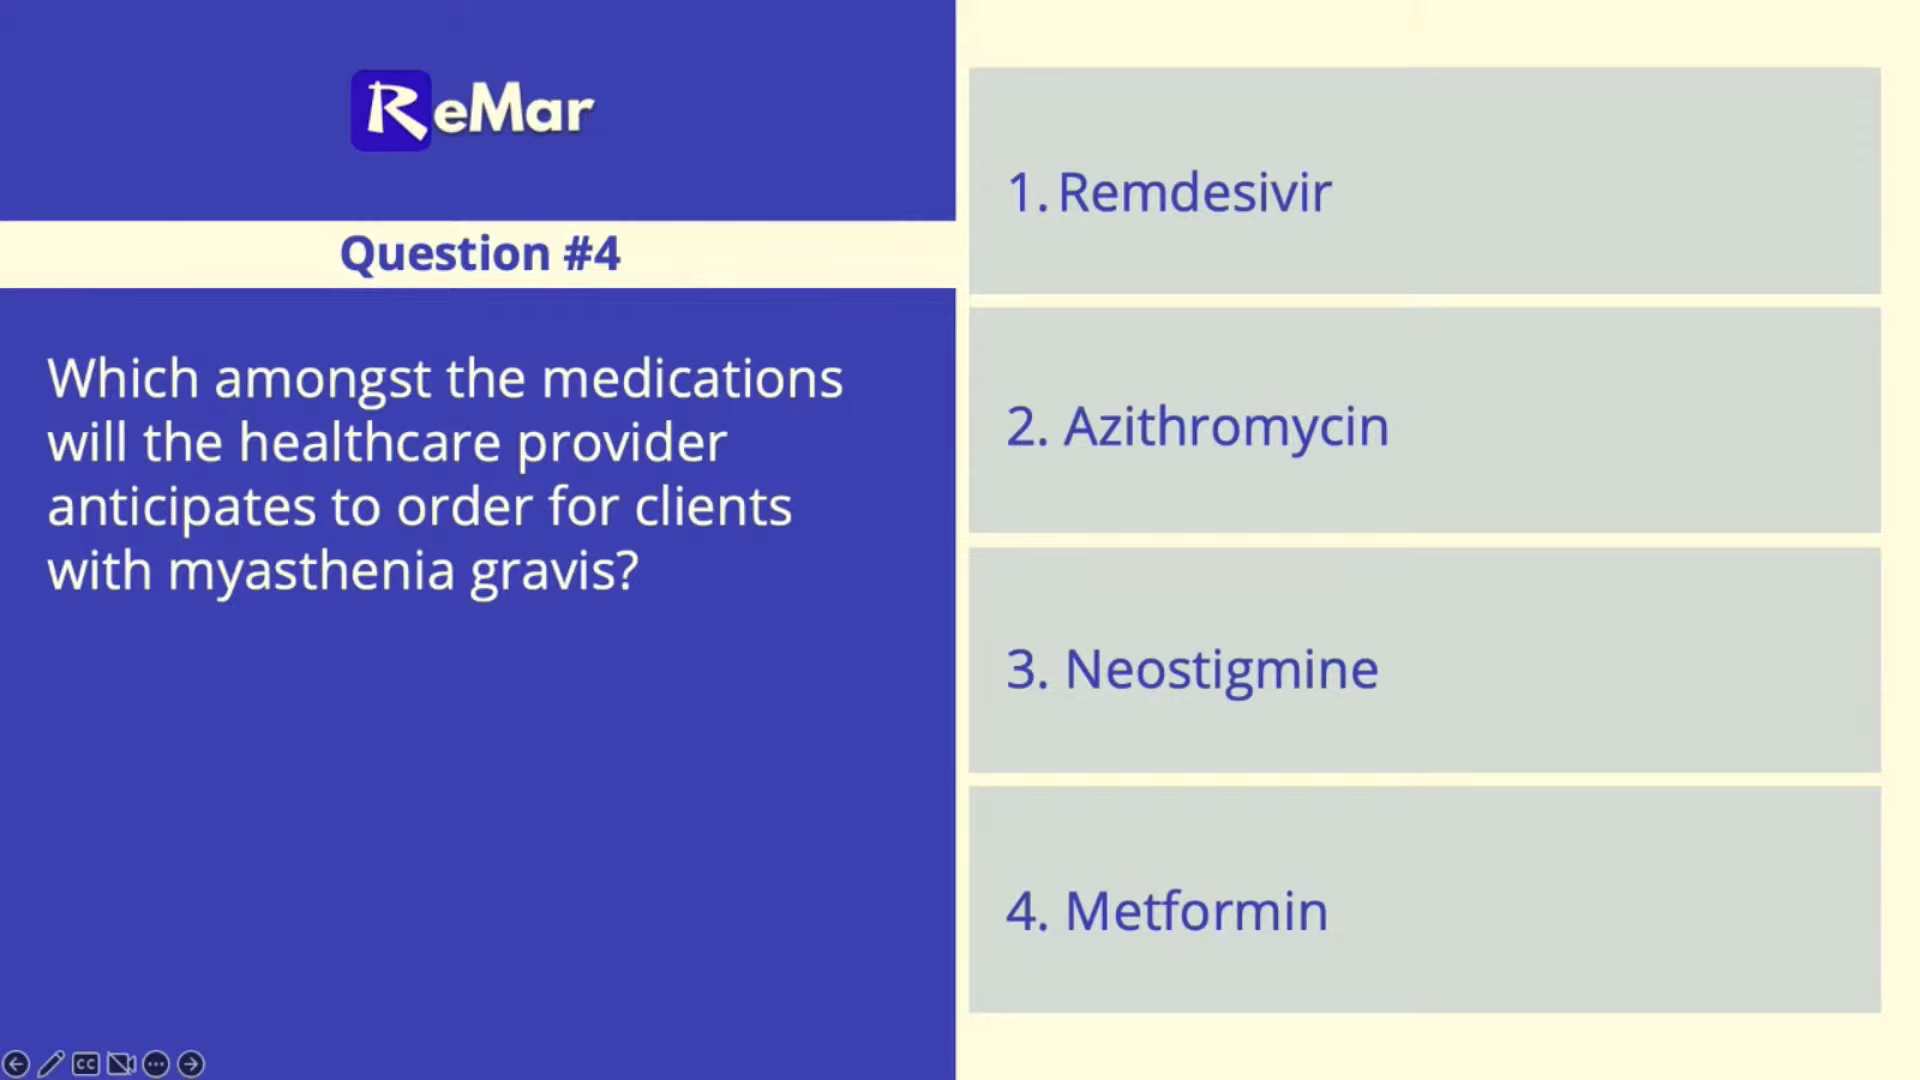 ReMar
Question #4
Which amongst the medications
will the healthcare provider
anticipates to order for clients
with myasthenia gravis?
1. Remdesivir
2. Azithromycin
3. Neostigmine
4. Metformin
CC